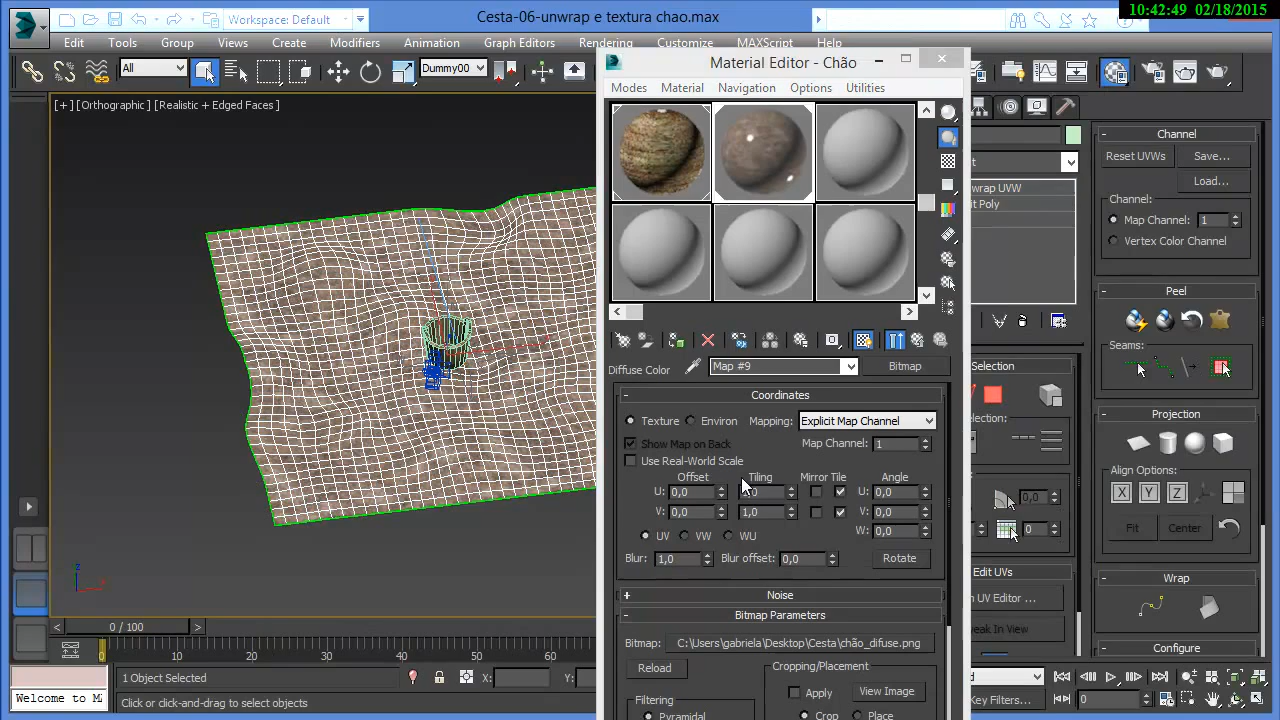 10:42:49 02/18/2015
Workspace: Default
Cesta-06-unwrap e textura chao.max
Edit Tools Group Views Create Modifiers Animation Graph Editors Rendering Customize MAXScript Help
All
Dummy00
[+] [Orthographic] [Realistic + Edged Faces]
Material Editor - Chão
Modes Material Navigation Options Utilities
Diffuse Color
Map #9
Bitmap
- Coordinates
Texture Environ Mapping: Explicit Map Channel
Show Map on Back Map Channel: 1
Use Real-World Scale
Offset Tiling Mirror Tile Angle
U: 0,0 U: 0,0
V: 0,0 1,0 V: 0,0
W: 0,0
UV VW WU
Blur: 1,0 Blur offset: 0,0 Rotate
+ Noise
- Bitmap Parameters
Bitmap: C:\Users\gabriela\Desktop\Cesta\chão_difuse.png
Reload
Cropping/Placement
Apply View Image
Filtering
Pyramidal
Crop Place
wrap UVW
it Poly
Selection
election:
0,0
0
Edit UVs
UV Editor ...
eak In View
- Channel
Reset UVWs Save...
Load...
Channel:
Map Channel: 1
Vertex Color Channel
- Peel
Seams:
- Projection
Align Options:
X Y Z
Fit Center
- Wrap
- Configure
< 0 / 100 >
0 10 20 30 40 50 60
1 Object Selected X: Y:
Welcome to M
Click or click-and-drag to select objects
Key Filters...
0